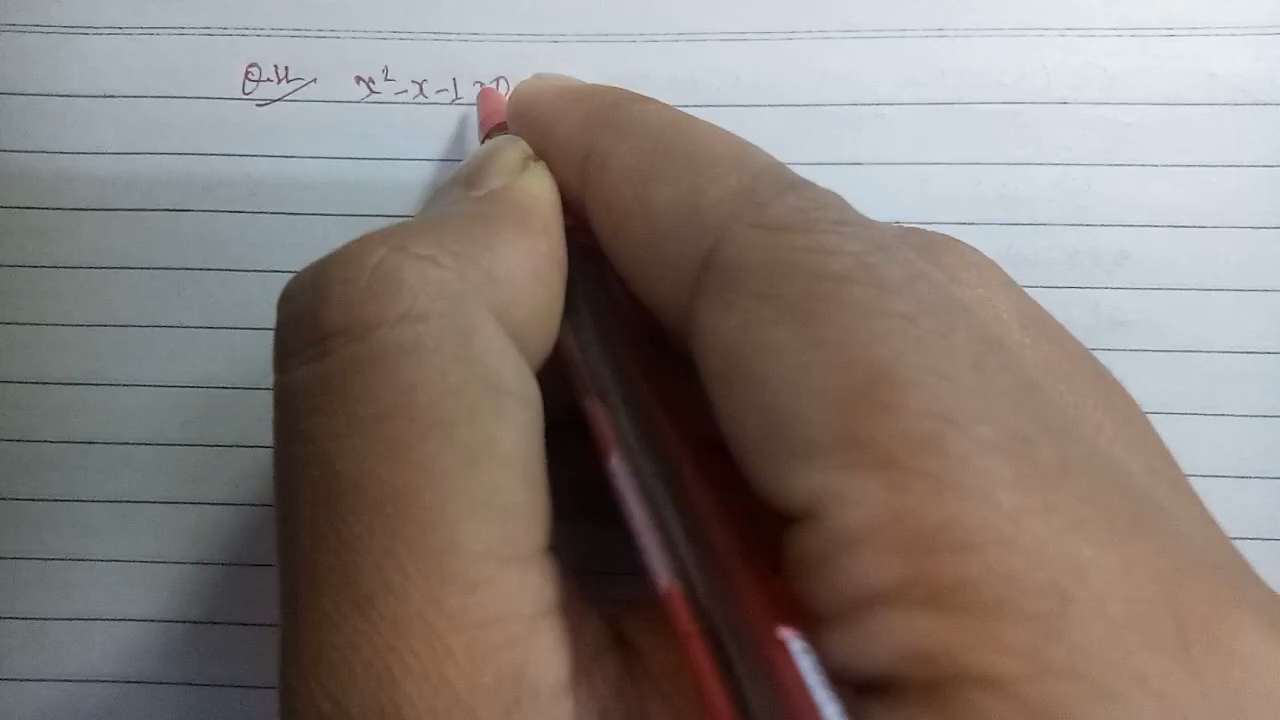 Q.11 x² - x - 1 = 0